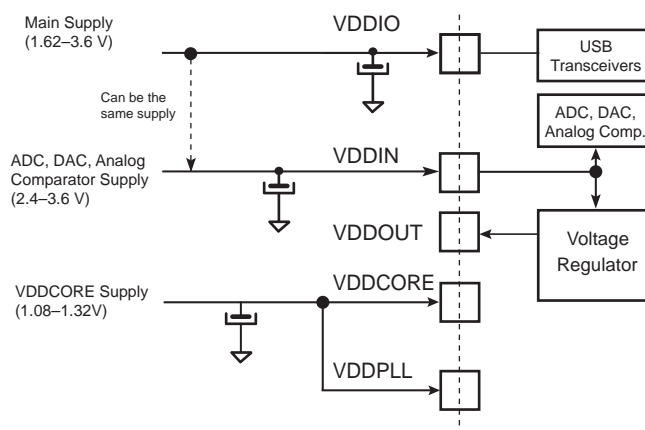 Main Supply
(1.62–3.6 V)
VDDIO
USB
Transceivers
Can be the
same supply
ADC, DAC,
Analog Comp.
ADC, DAC, Analog
Comparator Supply
(2.4–3.6 V)
VDDIN
VDDOUT
Voltage
Regulator
VDDCORE Supply
(1.08–1.32V)
VDDCORE
VDDPLL